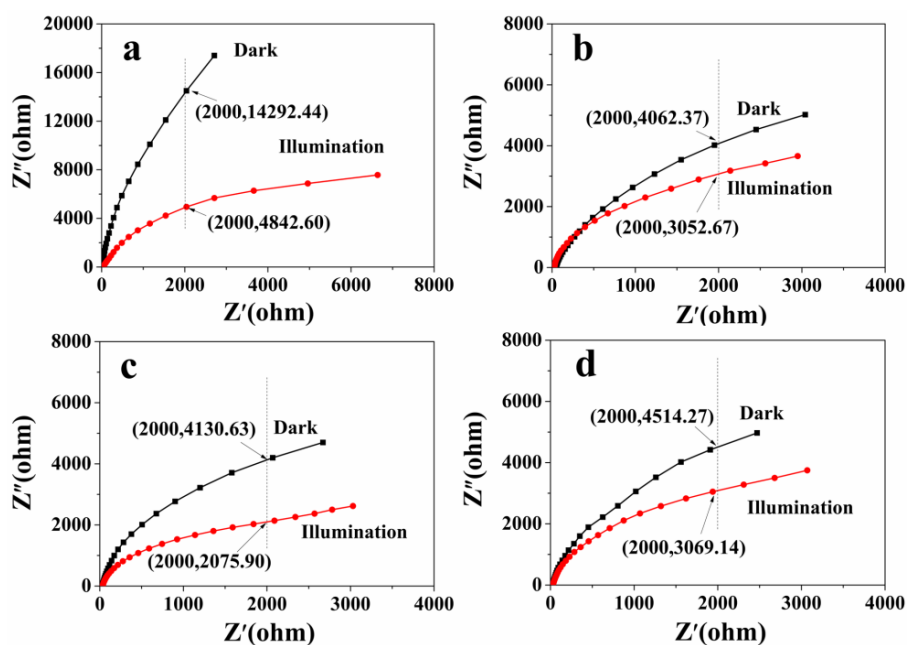 a
Dark
(2000,14292.44)
Illumination
(2000,4842.60)
Z″(ohm)
20000
16000
12000
8000
4000
0
0 2000 4000 6000 8000
Z′(ohm)
b
Dark
(2000,4062.37)
Illumination
(2000,3052.67)
Z″(ohm)
8000
6000
4000
2000
0
0 1000 2000 3000 4000
Z′(ohm)
c
Dark
(2000,4130.63)
Illumination
(2000,2075.90)
Z″(ohm)
8000
6000
4000
2000
0
0 1000 2000 3000 4000
Z′(ohm)
d
Dark
(2000,4514.27)
Illumination
(2000,3069.14)
Z″(ohm)
8000
6000
4000
2000
0
0 1000 2000 3000 4000
Z′(ohm)